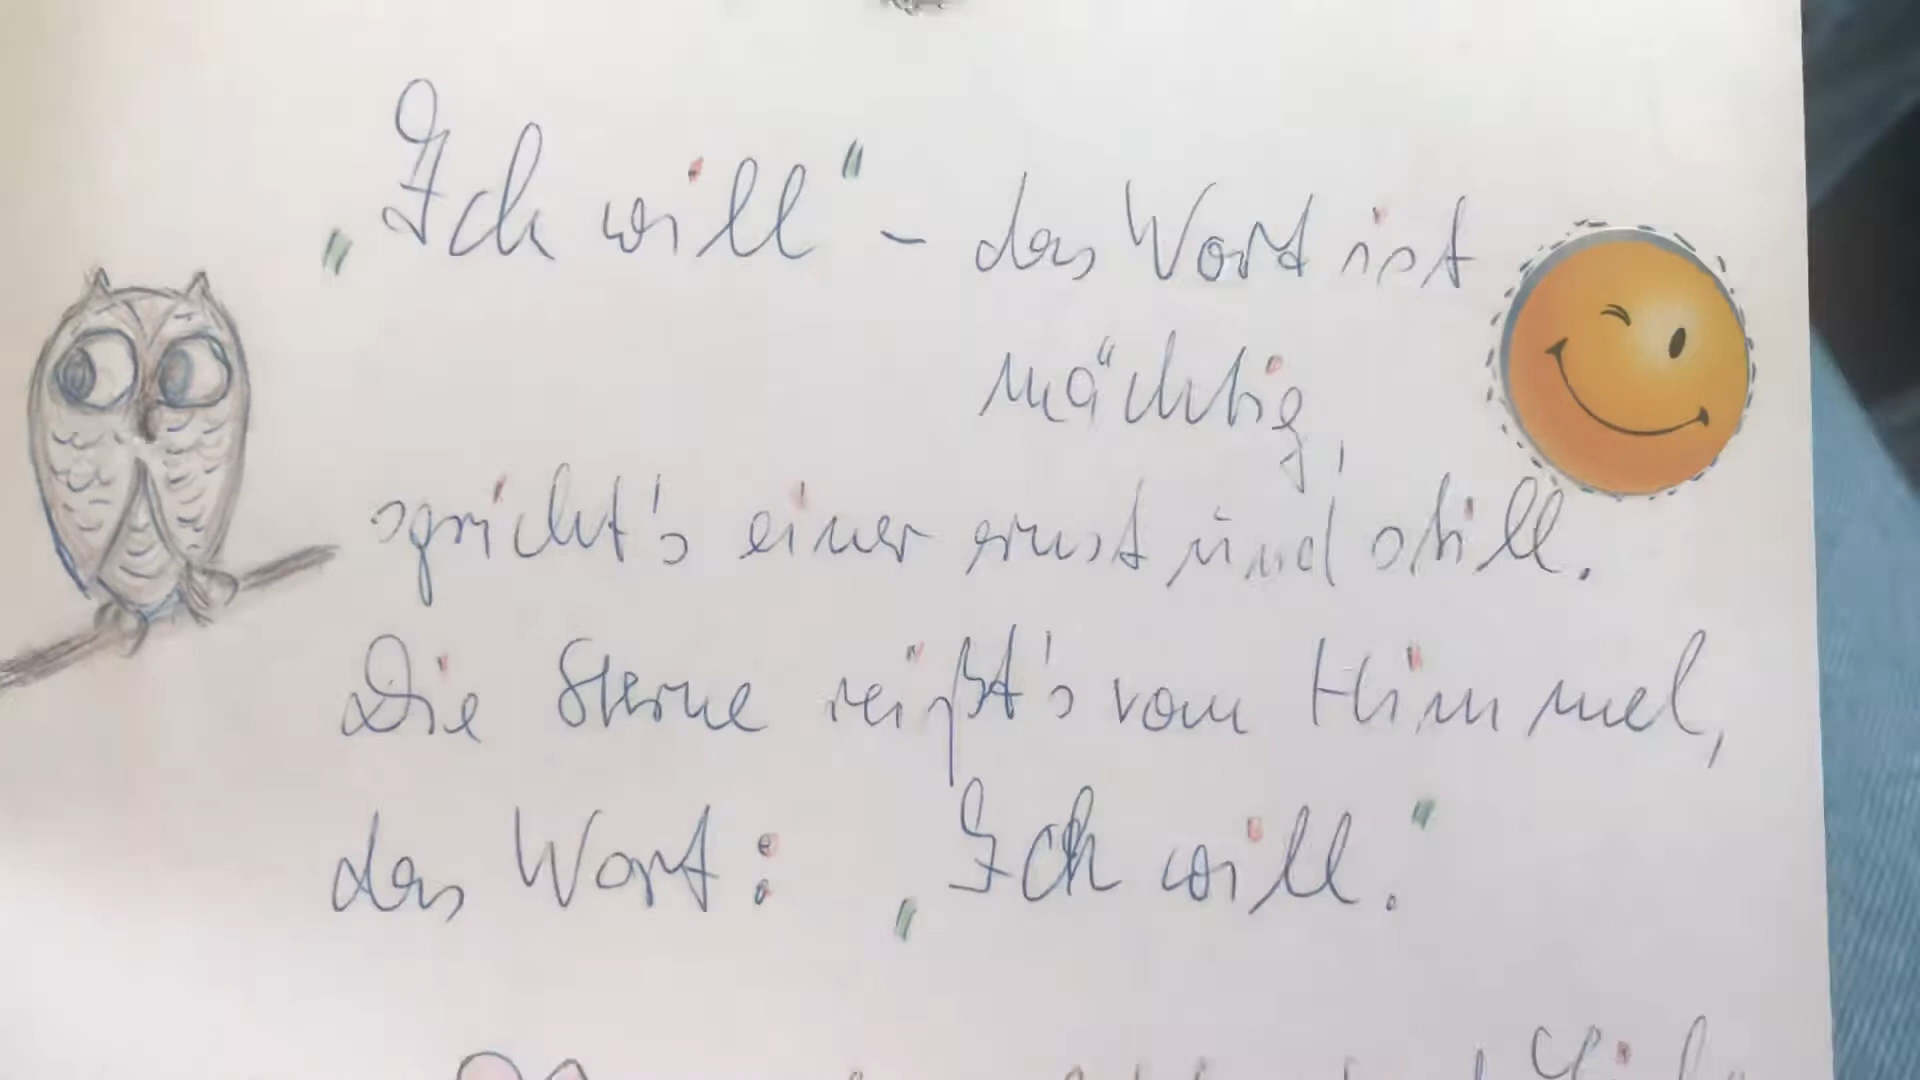 „Ich will" – das Wort ist
mächtig,
spricht's einer ernst und still.
Die Sterne reißt's vom Himmel,
das Wort: „Ich will."